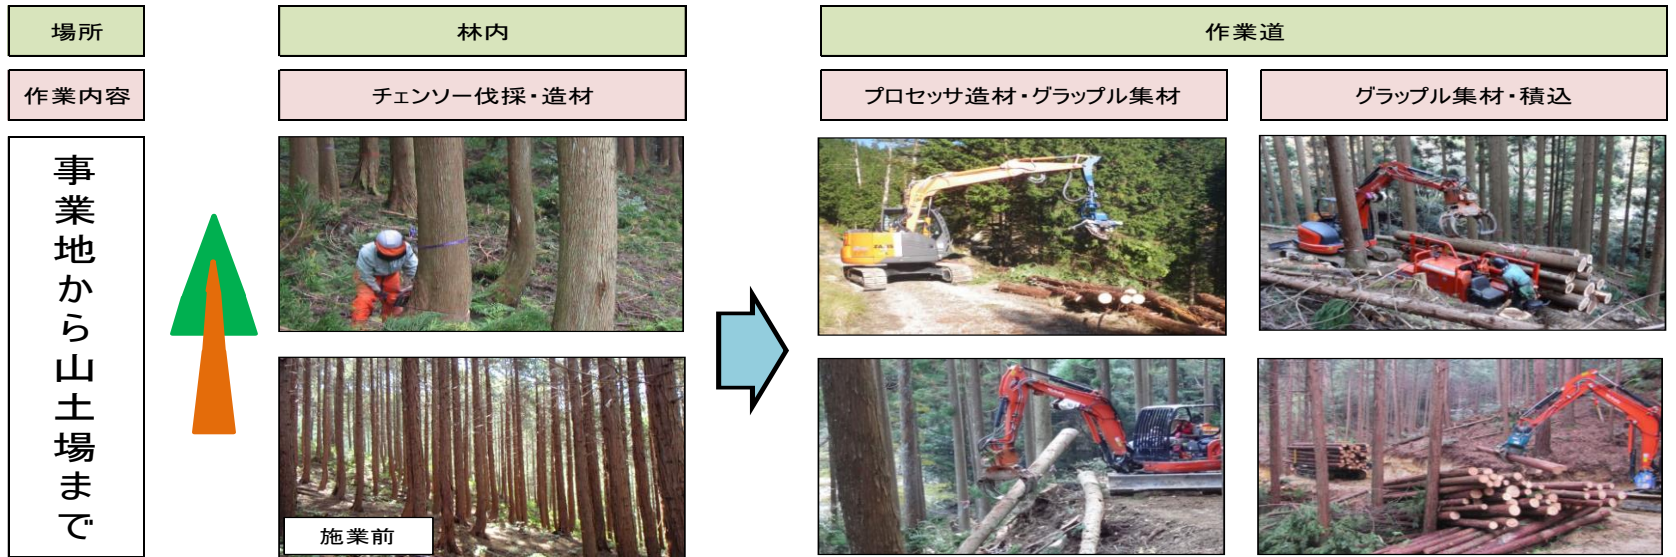 場所
林内
作業道
作業内容
チェンソー伐採・造材
プロセッサ造材・グラップル集材
グラップル集材・積込
事業地から山土場まで
施業前